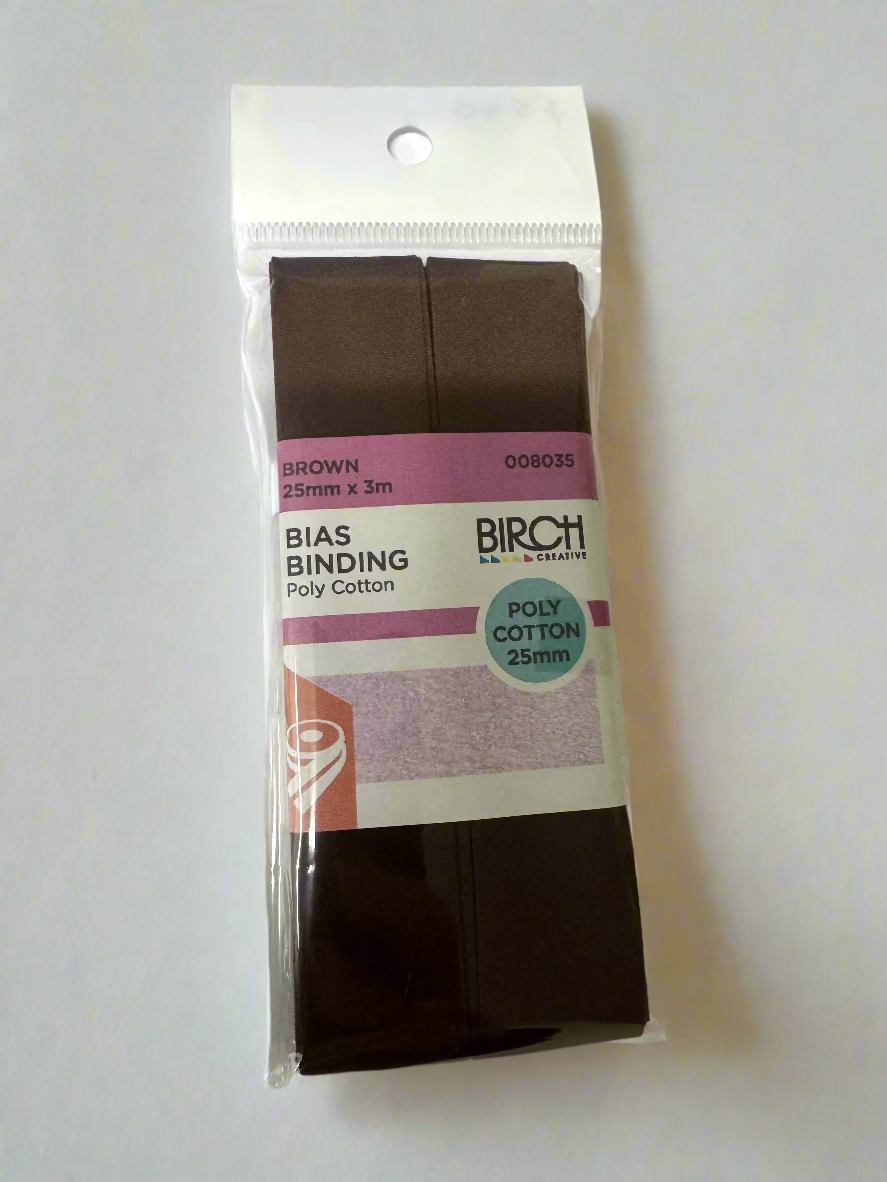 BROWN
25mm x 3m
008035
BIAS
BINDING
Poly Cotton
BIRCH
CREATIVE
POLY
COTTON
25mm